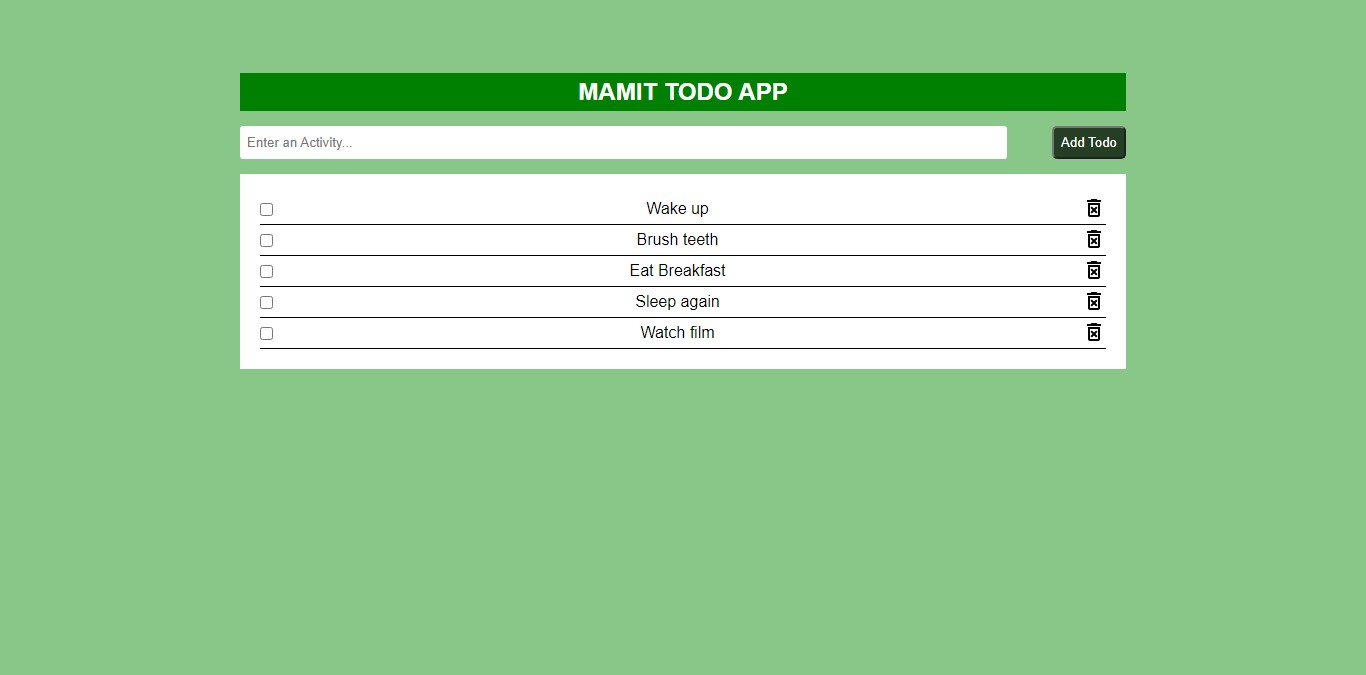 MAMIT TODO APP
Enter an Activity...
Add Todo
Wake up
Brush teeth
Eat Breakfast
Sleep again
Watch film